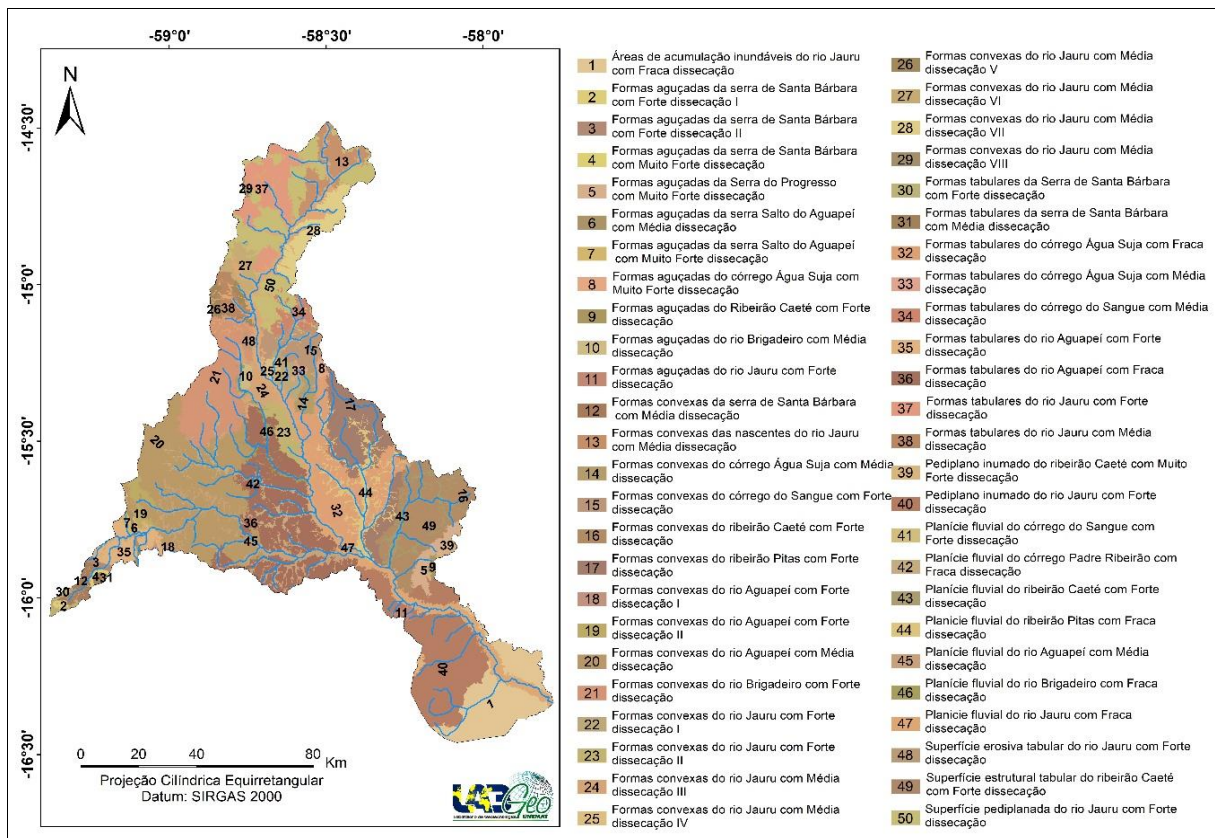 -59°0'
-58°30'
-58°0'
N
-14°30'
-15°0'
-15°30'
-16°0'
-16°30'
13
29 37
28
27
50
26 38
34
48
41
15
25
33
8
10
22
21
24
14
17
46 23
20
42
44
16
43
36
32
49
19
7
6
45
47
39
35
18
3
5 9
12
431
30
2
11
40
1
0 20 40 80
Km
Projeção Cilíndrica Equirretangular
Datum: SIRGAS 2000
LABGeo
UNEMAT
1 Áreas de acumulação inundáveis do rio Jauru
com Fraca dissecação
2 Formas aguçadas da serra de Santa Bárbara
com Forte dissecação I
3 Formas aguçadas da serra de Santa Bárbara
com Forte dissecação II
4 Formas aguçadas da serra de Santa Bárbara
com Muito Forte dissecação
5 Formas aguçadas da Serra do Progresso
com Muito Forte dissecação
6 Formas aguçadas da serra Salto do Aguapeí
com Média dissecação
7 Formas aguçadas da serra Salto do Aguapeí
com Muito Forte dissecação
8 Formas aguçadas do córrego Água Suja com
Muito Forte dissecação
9 Formas aguçadas do Ribeirão Caeté com Forte
dissecação
10 Formas aguçadas do rio Brigadeiro com Média
dissecação
11 Formas aguçadas do rio Jauru com Forte
dissecação
12 Formas convexas da serra de Santa Bárbara
com Média dissecação
13 Formas convexas das nascentes do rio Jauru
com Média dissecação
14 Formas convexas do córrego Água Suja com Média
dissecação
15 Formas convexas do córrego do Sangue com Forte
dissecação
16 Formas convexas do ribeirão Caeté com Forte
dissecação
17 Formas convexas do ribeirão Pitas com Forte
dissecação
18 Formas convexas do rio Aguapeí com Forte
dissecação I
19 Formas convexas do rio Aguapeí com Forte
dissecação II
20 Formas convexas do rio Aguapeí com Média
dissecação
21 Formas convexas do rio Brigadeiro com Forte
dissecação
22 Formas convexas do rio Jauru com Forte
dissecação I
23 Formas convexas do rio Jauru com Forte
dissecação II
24 Formas convexas do rio Jauru com Média
dissecação III
25 Formas convexas do rio Jauru com Média
dissecação IV
26 Formas convexas do rio Jauru com Média
dissecação V
27 Formas convexas do rio Jauru com Média
dissecação VI
28 Formas convexas do rio Jauru com Média
dissecação VII
29 Formas convexas do rio Jauru com Média
dissecação VIII
30 Formas tabulares da Serra de Santa Bárbara
com Forte dissecação
31 Formas tabulares da serra de Santa Bárbara
com Média dissecação
32 Formas tabulares do córrego Água Suja com Fraca
dissecação
33 Formas tabulares do córrego Água Suja com Média
dissecação
34 Formas tabulares do córrego do Sangue com Média
dissecação
35 Formas tabulares do rio Aguapeí com Forte
dissecação
36 Formas tabulares do rio Aguapeí com Fraca
dissecação
37 Formas tabulares do rio Jauru com Forte
dissecação
38 Formas tabulares do rio Jauru com Média
dissecação
39 Pediplano inumado do ribeirão Caeté com Muito
Forte dissecação
40 Pediplano inumado do rio Jauru com Forte
dissecação
41 Planície fluvial do córrego do Sangue com
Forte dissecação
42 Planície fluvial do córrego Padre Ribeirão com
Fraca dissecação
43 Planície fluvial do ribeirão Caeté com Forte
dissecação
44 Planicie fluvial do ribeirão Pitas com Fraca
dissecação
45 Planície fluvial do rio Aguapeí com Média
dissecação
46 Planície fluvial do rio Brigadeiro com Fraca
dissecação
47 Planicie fluvial do rio Jauru com Fraca
dissecação
48 Superfície erosiva tabular do rio Jauru com Forte
dissecação
49 Superfície estrutural tabular do ribeirão Caeté
com Forte dissecação
50 Superfície pediplanada do rio Jauru com Forte
dissecação